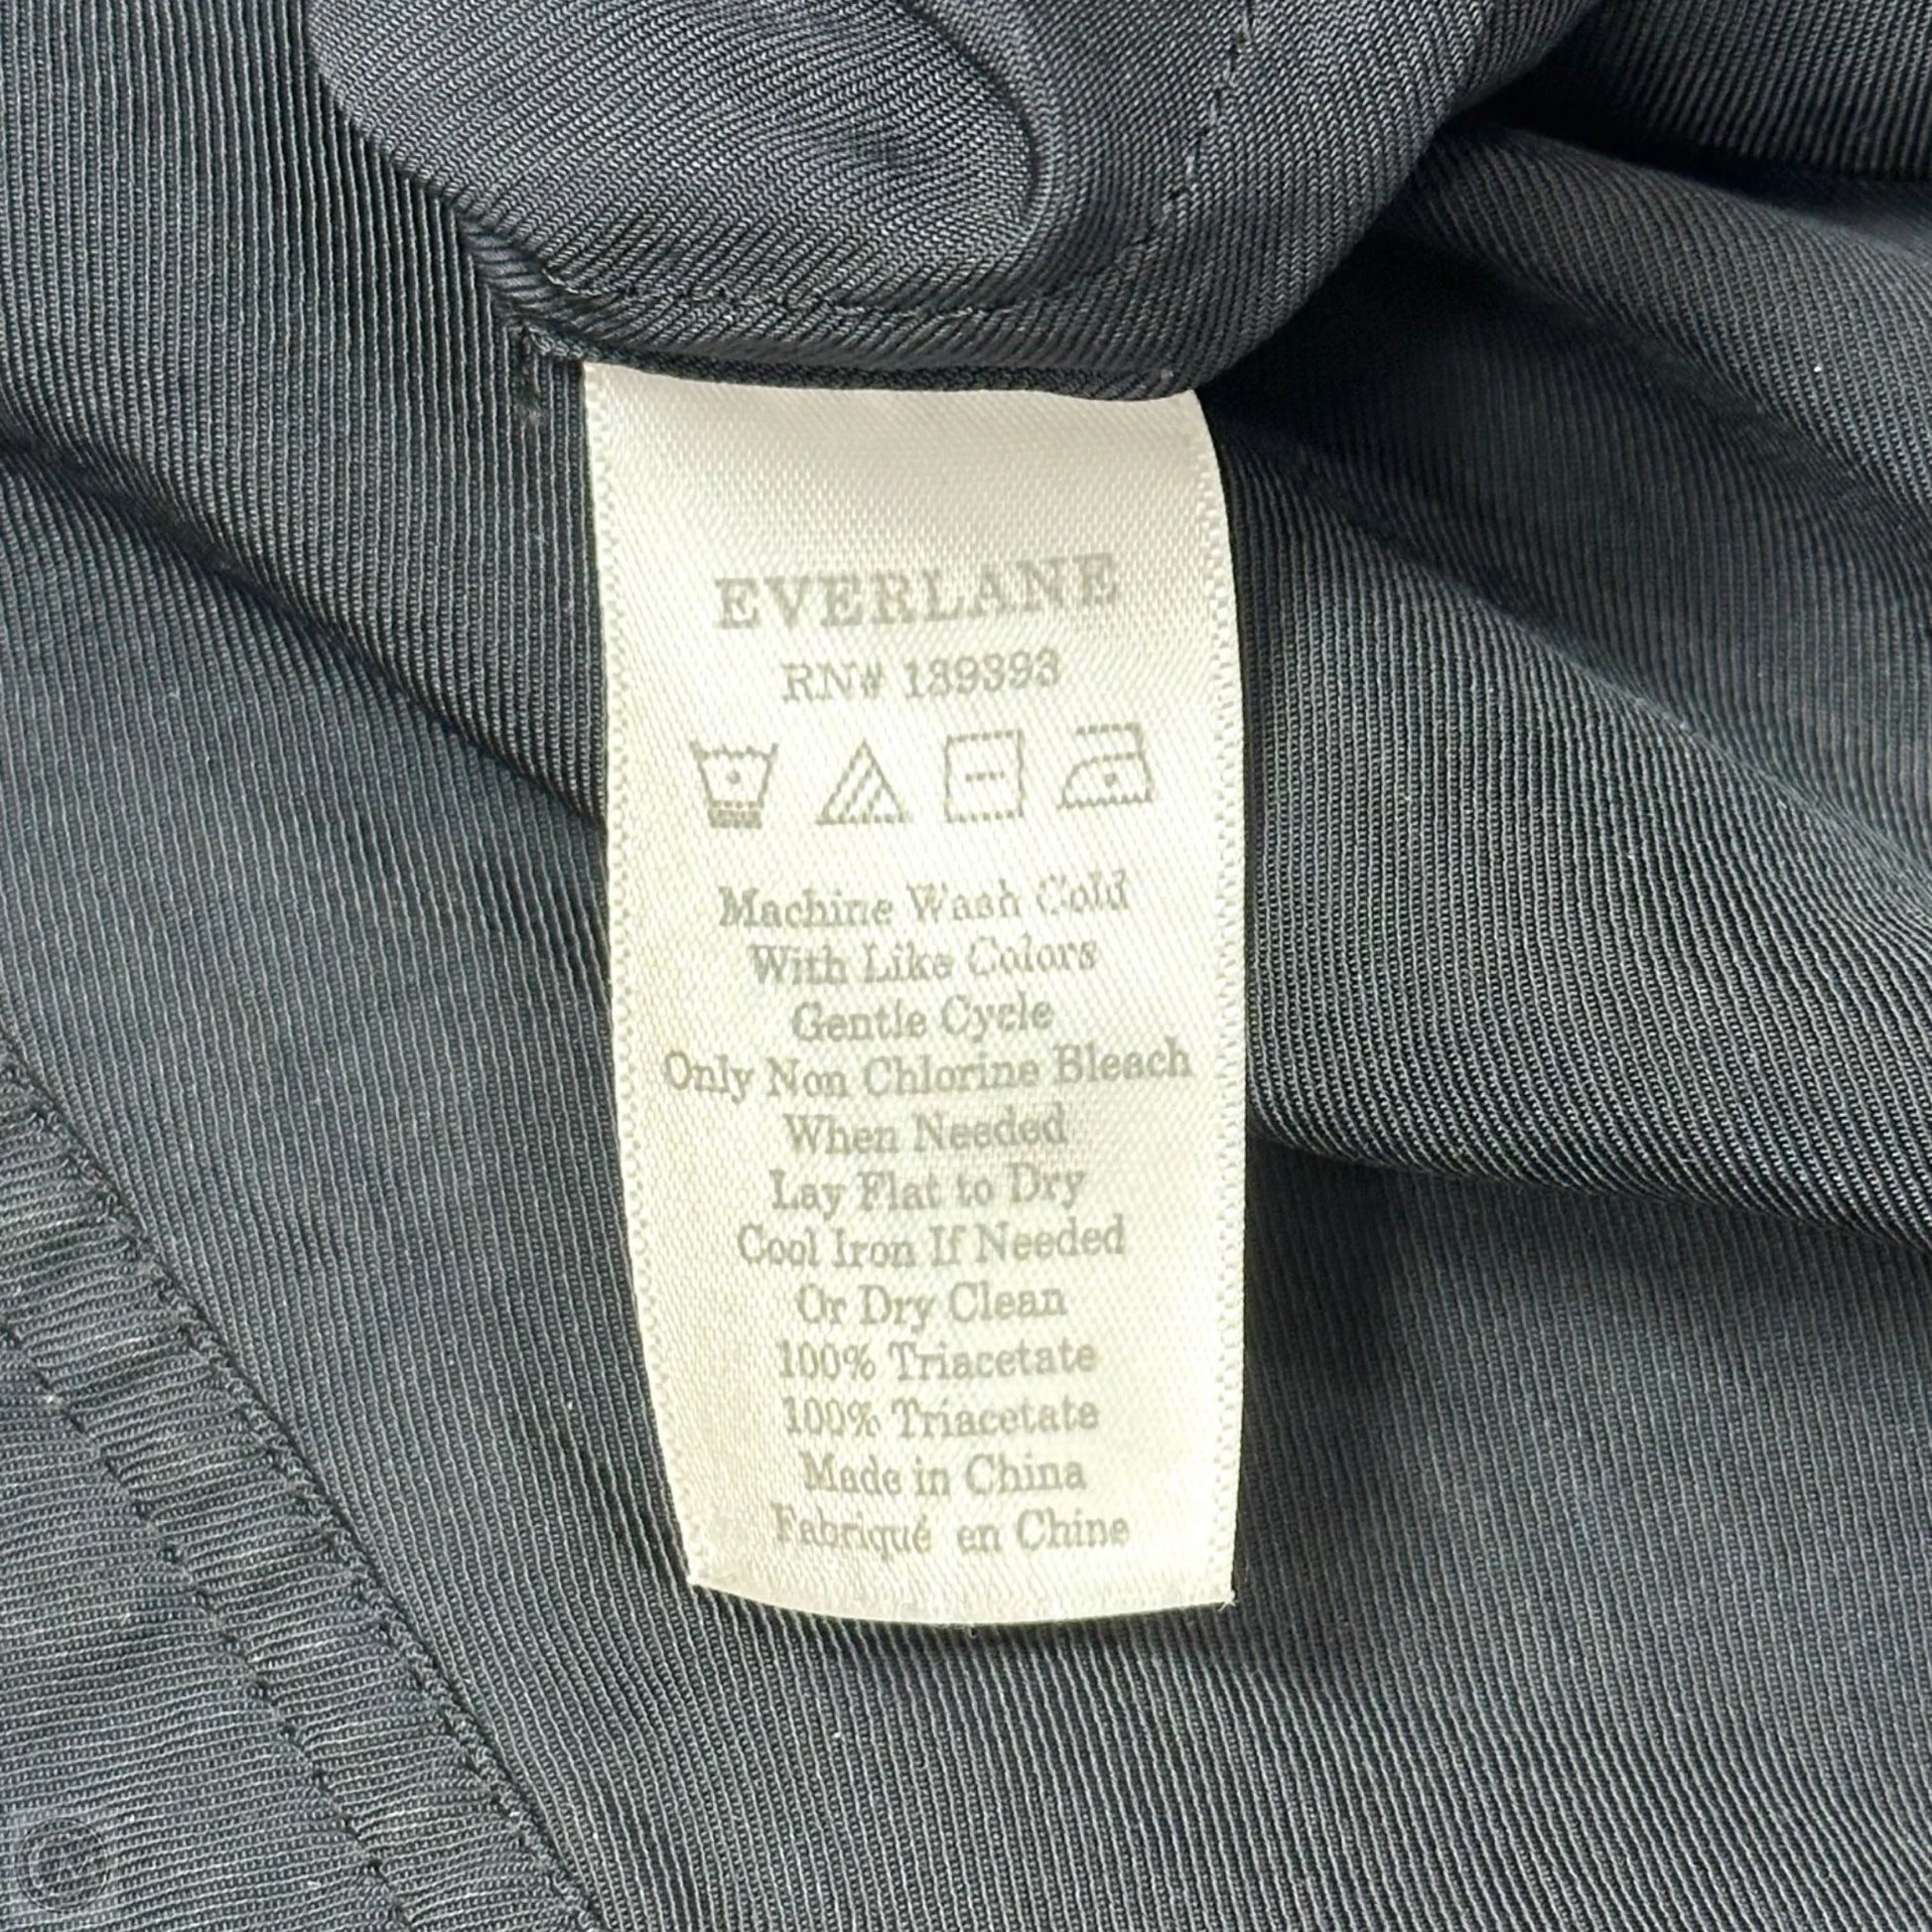 EVERLANE
RN# 139393
Machine Wash Cold
With Like Colors
Gentle Cycle
Only Non Chlorine Bleach
When Needed
Lay Flat to Dry
Cool Iron If Needed
Or Dry Clean
100% Triacetate
100% Triacetate
Made in China
Fabriqué en Chine